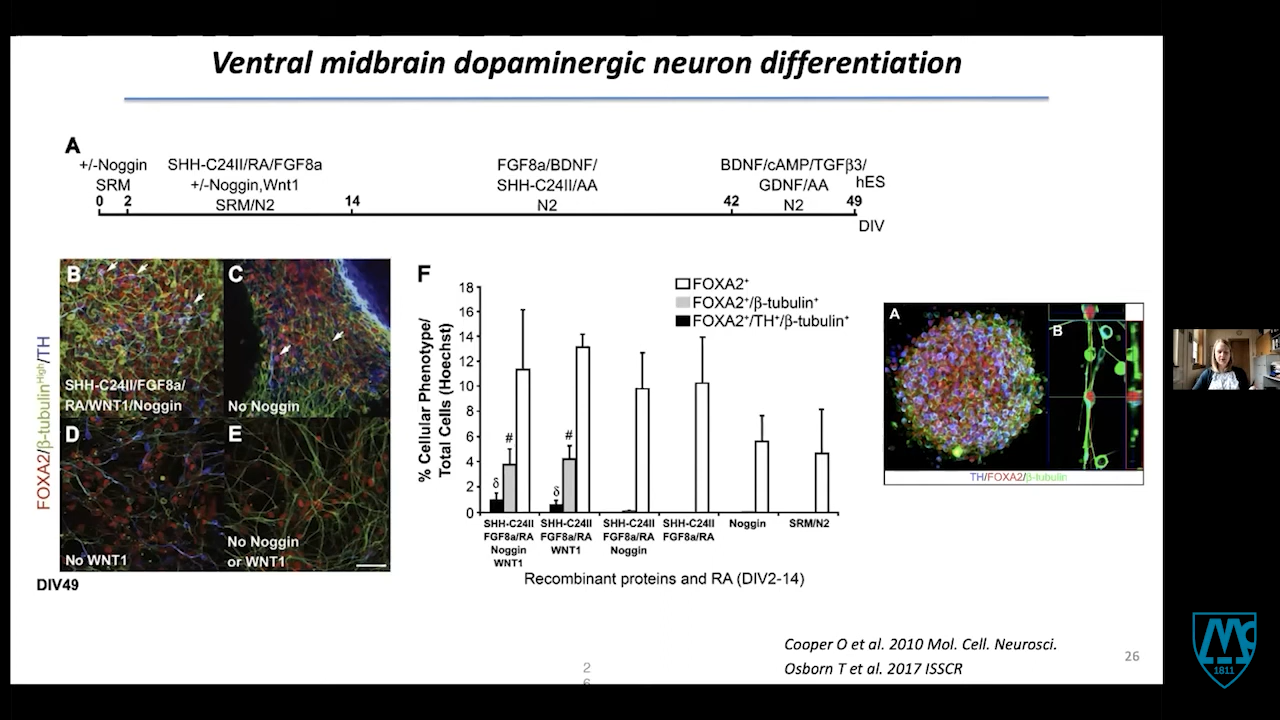 Ventral midbrain dopaminergic neuron differentiation
A
+/-Noggin
SRM
0 2
SHH-C24II/RA/FGF8a
+/-Noggin,Wnt1
SRM/N2
14
FGF8a/BDNF/
SHH-C24II/AA
N2
42
BDNF/cAMP/TGFβ3/
GDNF/AA
N2
hES
49
DIV
FOXA2/β-tubulinHigh/TH
B
SHH-C24II/FGF8a/
RA/WNT1/Noggin
C
No Noggin
D
No WNT1
E
No Noggin
or WNT1
DIV49
F
% Cellular Phenotype/
Total Cells (Hoechst)
18
16
14
12
10
8
6
4
2
0
FOXA2+
FOXA2+/β-tubulin+
FOXA2+/TH+/β-tubulin+
δ
#
δ
#
SHH-C24II
FGF8a/RA
Noggin
WNT1
SHH-C24II
FGF8a/RA
WNT1
SHH-C24II
FGF8a/RA
Noggin
SHH-C24II
FGF8a/RA
Noggin
SRM/N2
Recombinant proteins and RA (DIV2-14)
A
B
TH/FOXA2/β-tubulin
Cooper O et al. 2010 Mol. Cell. Neurosci.
Osborn T et al. 2017 ISSCR
26
2
6
1811